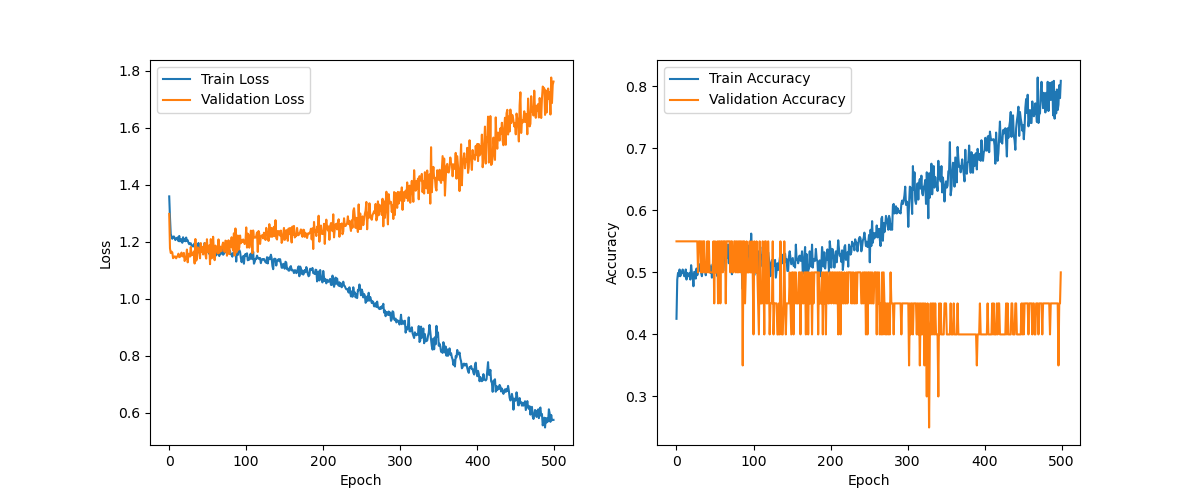 Train Loss
Validation Loss
1.8
1.6
1.4
1.2
1.0
0.8
0.6
Loss
0 100 200 300 400 500
Epoch
Train Accuracy
Validation Accuracy
0.8
0.7
0.6
0.5
0.4
0.3
Accuracy
0 100 200 300 400 500
Epoch